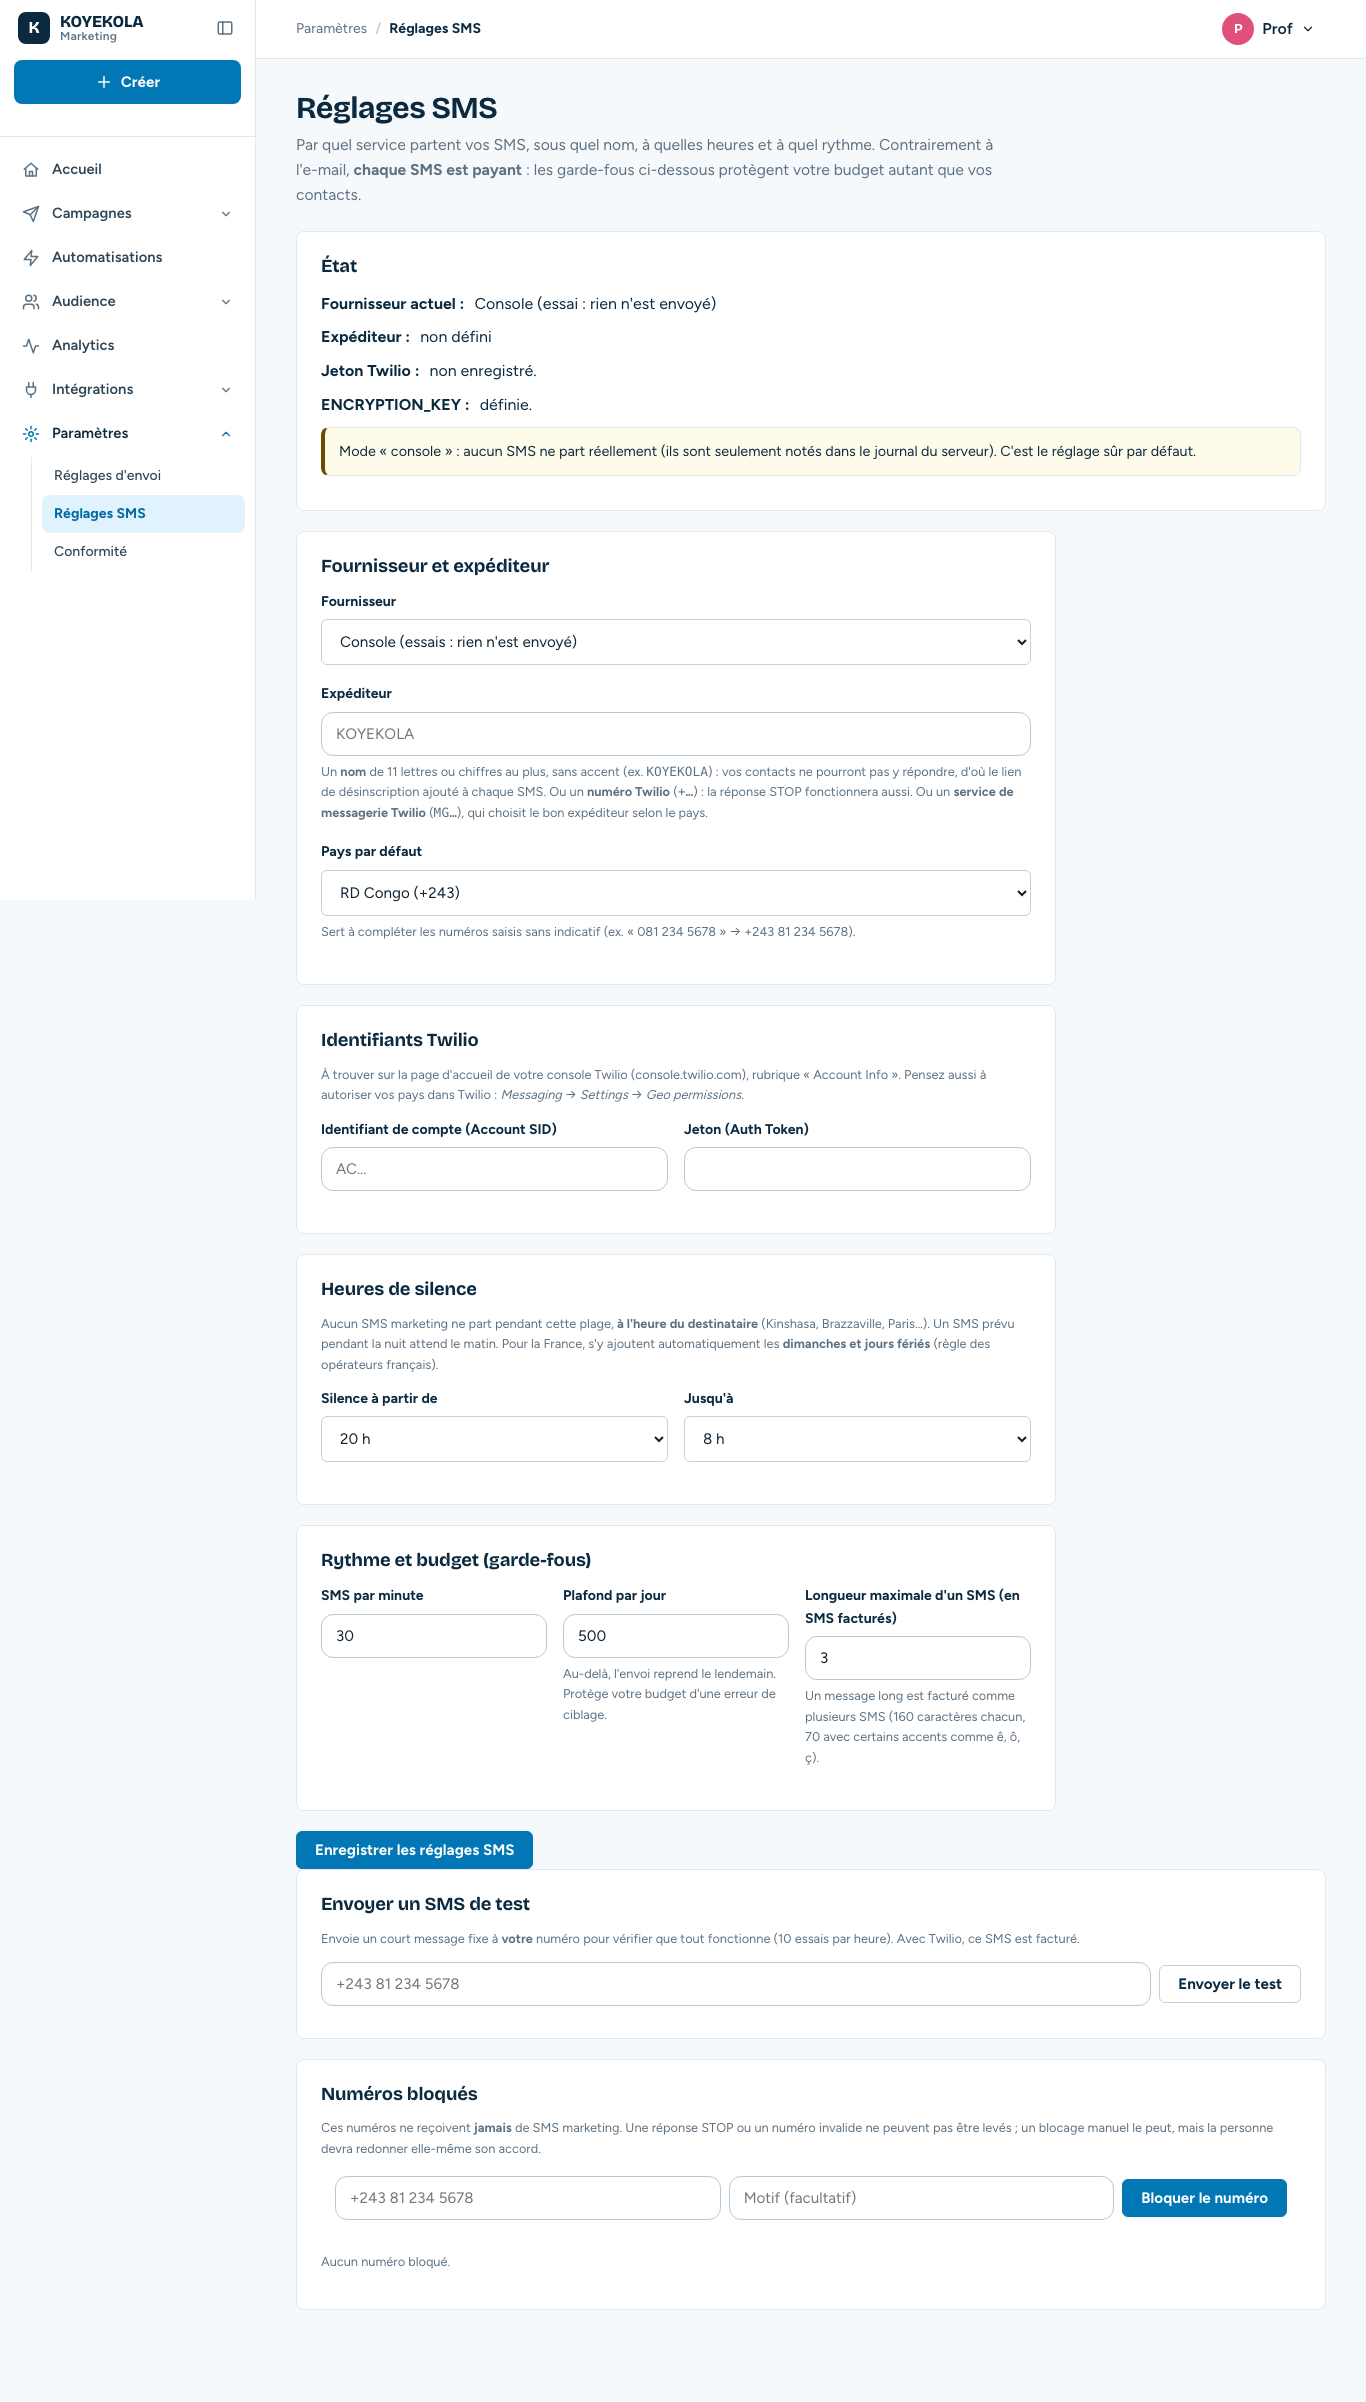 K
KOYEKOLA
Marketing
Créer
Accueil
Campagnes
Automatisations
Audience
Analytics
Intégrations
Paramètres
Réglages d'envoi
Réglages SMS
Conformité
Paramètres / Réglages SMS
P Prof
Réglages SMS
Par quel service partent vos SMS, sous quel nom, à quelles heures et à quel rythme. Contrairement à
l'e-mail, chaque SMS est payant : les garde-fous ci-dessous protègent votre budget autant que vos
contacts.
État
Fournisseur actuel : Console (essai : rien n'est envoyé)
Expéditeur : non défini
Jeton Twilio : non enregistré.
ENCRYPTION_KEY : définie.
Mode « console » : aucun SMS ne part réellement (ils sont seulement notés dans le journal du serveur). C'est le réglage sûr par défaut.
Fournisseur et expéditeur
Fournisseur
Console (essais : rien n'est envoyé)
Expéditeur
KOYEKOLA
Un nom de 11 lettres ou chiffres au plus, sans accent (ex. KOYEKOLA) : vos contacts ne pourront pas y répondre, d'où le lien
de désinscription ajouté à chaque SMS. Ou un numéro Twilio (+…) : la réponse STOP fonctionnera aussi. Ou un service de
messagerie Twilio (MG…), qui choisit le bon expéditeur selon le pays.
Pays par défaut
RD Congo (+243)
Sert à compléter les numéros saisis sans indicatif (ex. « 081 234 5678 » → +243 81 234 5678).
Identifiants Twilio
À trouver sur la page d'accueil de votre console Twilio (console.twilio.com), rubrique « Account Info ». Pensez aussi à
autoriser vos pays dans Twilio : Messaging → Settings → Geo permissions.
Identifiant de compte (Account SID)
Jeton (Auth Token)
AC…
Heures de silence
Aucun SMS marketing ne part pendant cette plage, à l'heure du destinataire (Kinshasa, Brazzaville, Paris…). Un SMS prévu
pendant la nuit attend le matin. Pour la France, s'y ajoutent automatiquement les dimanches et jours fériés (règle des
opérateurs français).
Silence à partir de
Jusqu'à
20 h
8 h
Rythme et budget (garde-fous)
SMS par minute
30
Plafond par jour
500
Au-delà, l'envoi reprend le lendemain.
Protège votre budget d'une erreur de
ciblage.
Longueur maximale d'un SMS (en
SMS facturés)
3
Un message long est facturé comme
plusieurs SMS (160 caractères chacun,
70 avec certains accents comme ê, ô,
ç).
Enregistrer les réglages SMS
Envoyer un SMS de test
Envoie un court message fixe à votre numéro pour vérifier que tout fonctionne (10 essais par heure). Avec Twilio, ce SMS est facturé.
+243 81 234 5678
Envoyer le test
Numéros bloqués
Ces numéros ne reçoivent jamais de SMS marketing. Une réponse STOP ou un numéro invalide ne peuvent pas être levés ; un blocage manuel le peut, mais la personne
devra redonner elle-même son accord.
+243 81 234 5678
Motif (facultatif)
Bloquer le numéro
Aucun numéro bloqué.